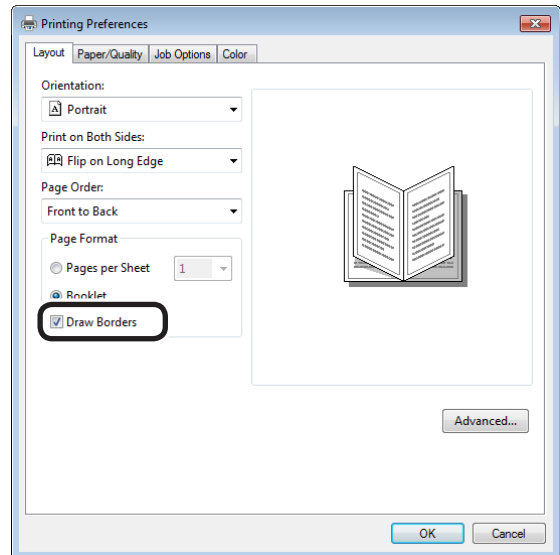 Printing Preferences
Layout Paper/Quality Job Options Color
Orientation:
Portrait
Print on Both Sides:
Flip on Long Edge
Page Order:
Front to Back
Page Format
Pages per Sheet 1
Booklet
Draw Borders
Advanced...
OK Cancel